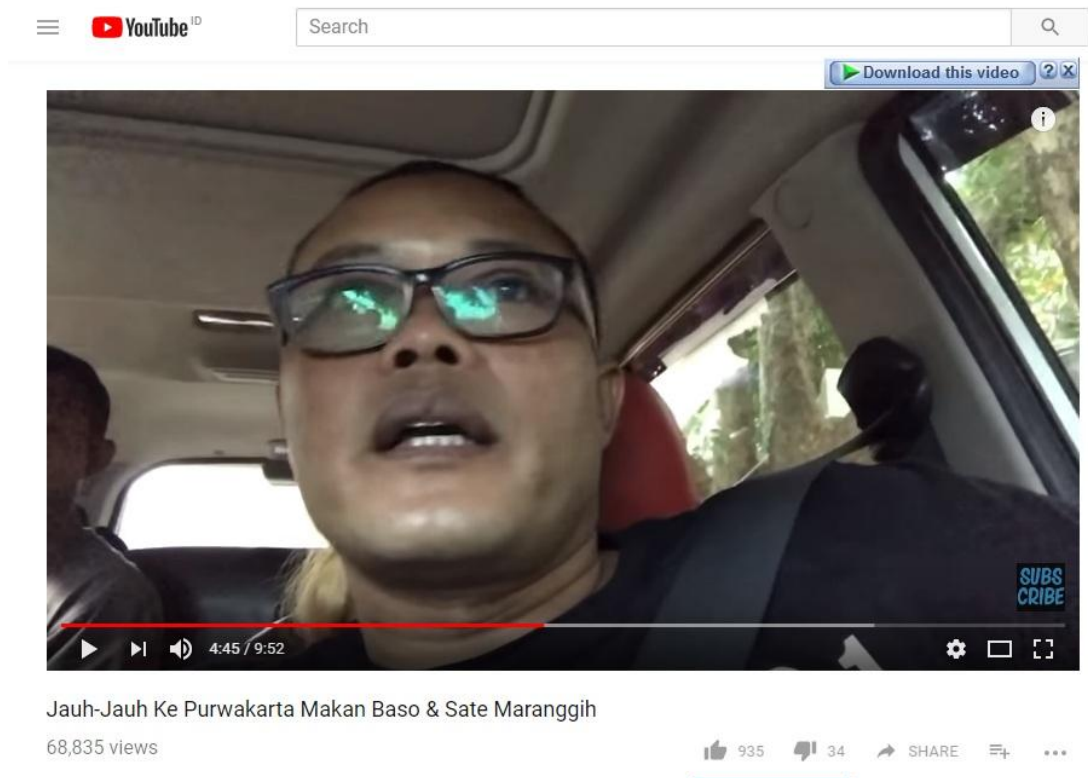 YouTube ID
Search
Download this video ? X
i
SUBS
CRIBE
4:45 / 9:52
Jauh-Jauh Ke Purwakarta Makan Baso & Sate Maranggih
68,835 views
935 34 SHARE